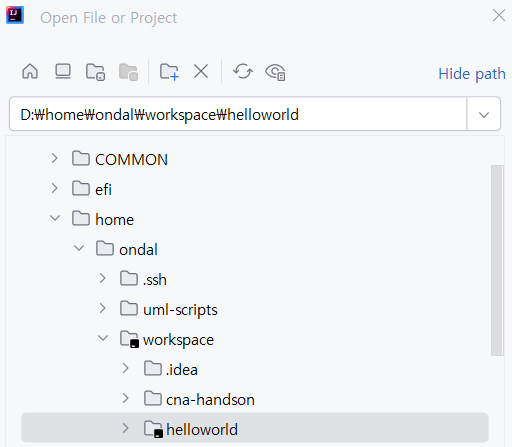 IJ
Open File or Project
Hide path
D:₩home₩ondal₩workspace₩helloworld
COMMON
efi
home
ondal
.ssh
uml-scripts
workspace
.idea
cna-handson
helloworld